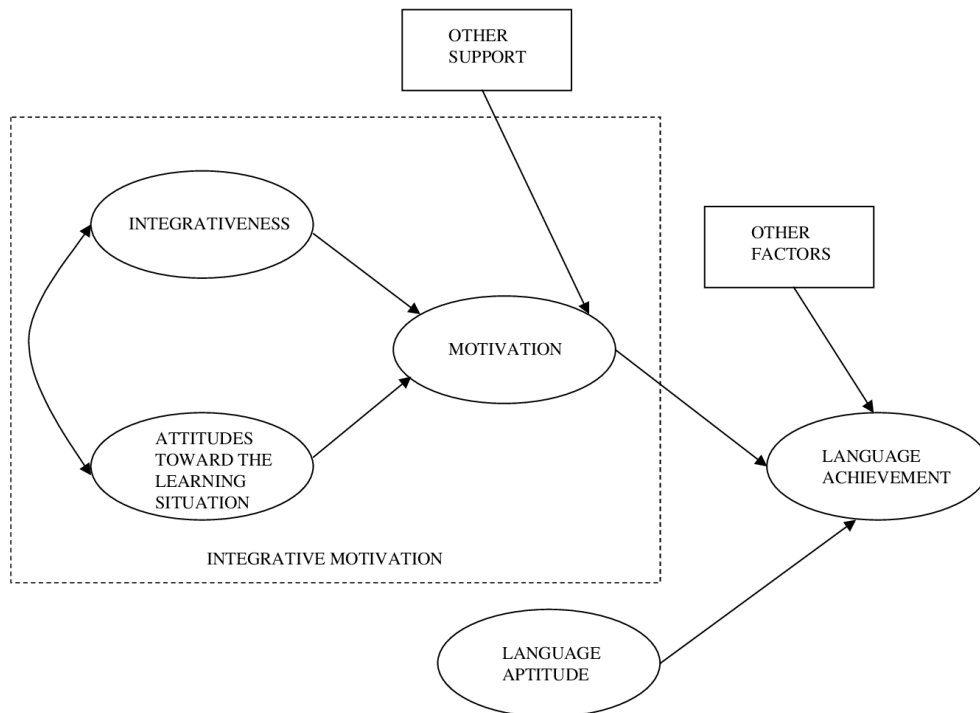 OTHER
SUPPORT
INTEGRATIVENESS
OTHER
FACTORS
MOTIVATION
ATTITUDES
TOWARD THE
LEARNING
SITUATION
LANGUAGE
ACHIEVEMENT
INTEGRATIVE MOTIVATION
LANGUAGE
APTITUDE